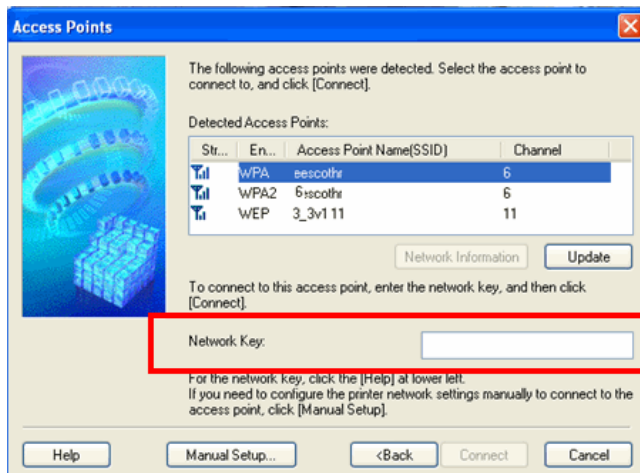 Access Points
The following access points were detected. Select the access point to
connect to, and click [Connect].
Detected Access Points:
Str... En... Access Point Name(SSID) Channel
WPA eescothr 6
WPA2 6scothr 6
WEP 3_3v1 11 11
Network Information Update
To connect to this access point, enter the network key, and then click
[Connect].
Network Key:
For the network key, click the [Help] at lower left.
If you need to configure the printer network settings manually to connect to the
access point, click [Manual Setup].
Help Manual Setup... <Back Connect Cancel